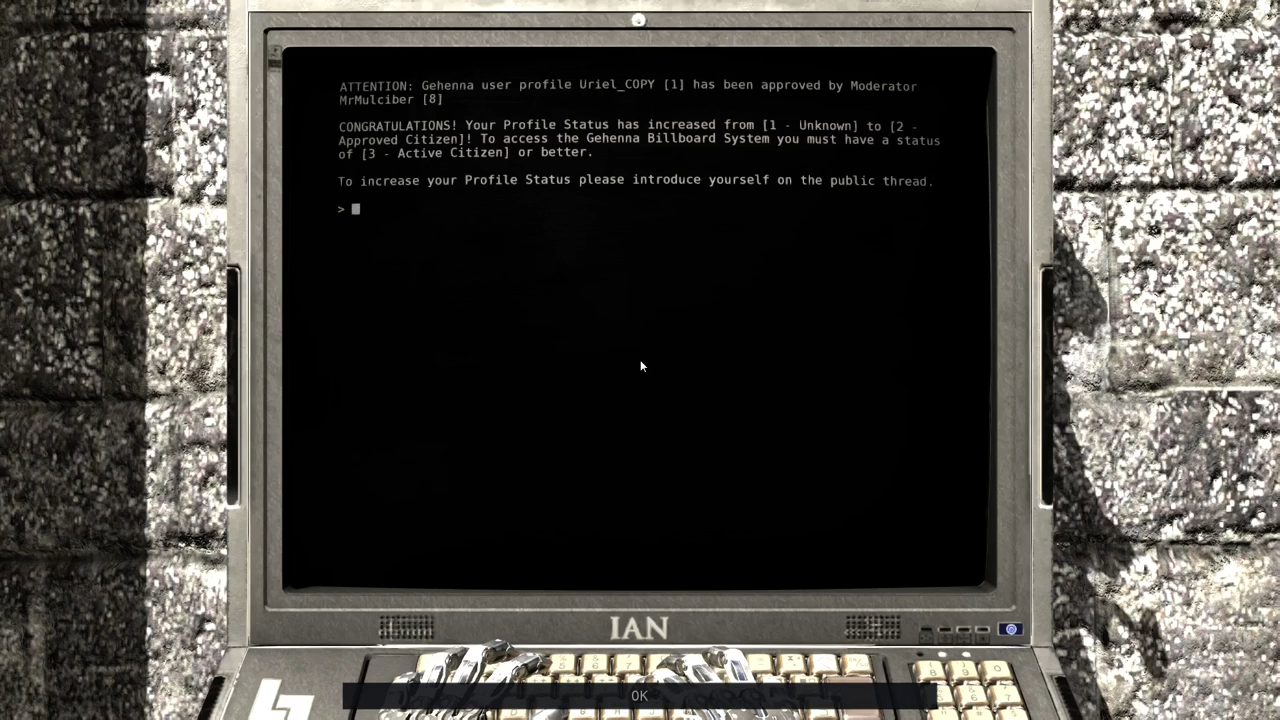 ATTENTION: Gehenna user profile Uriel_COPY [1] has been approved by Moderator
MrMulciber [8]
CONGRATULATIONS! Your Profile Status has increased from [1 - Unknown] to [2 -
Approved Citizen]! To access the Gehenna Billboard System you must have a status
of [3 - Active Citizen] or better.
To increase your Profile Status please introduce yourself on the public thread.
>
IAN
OK